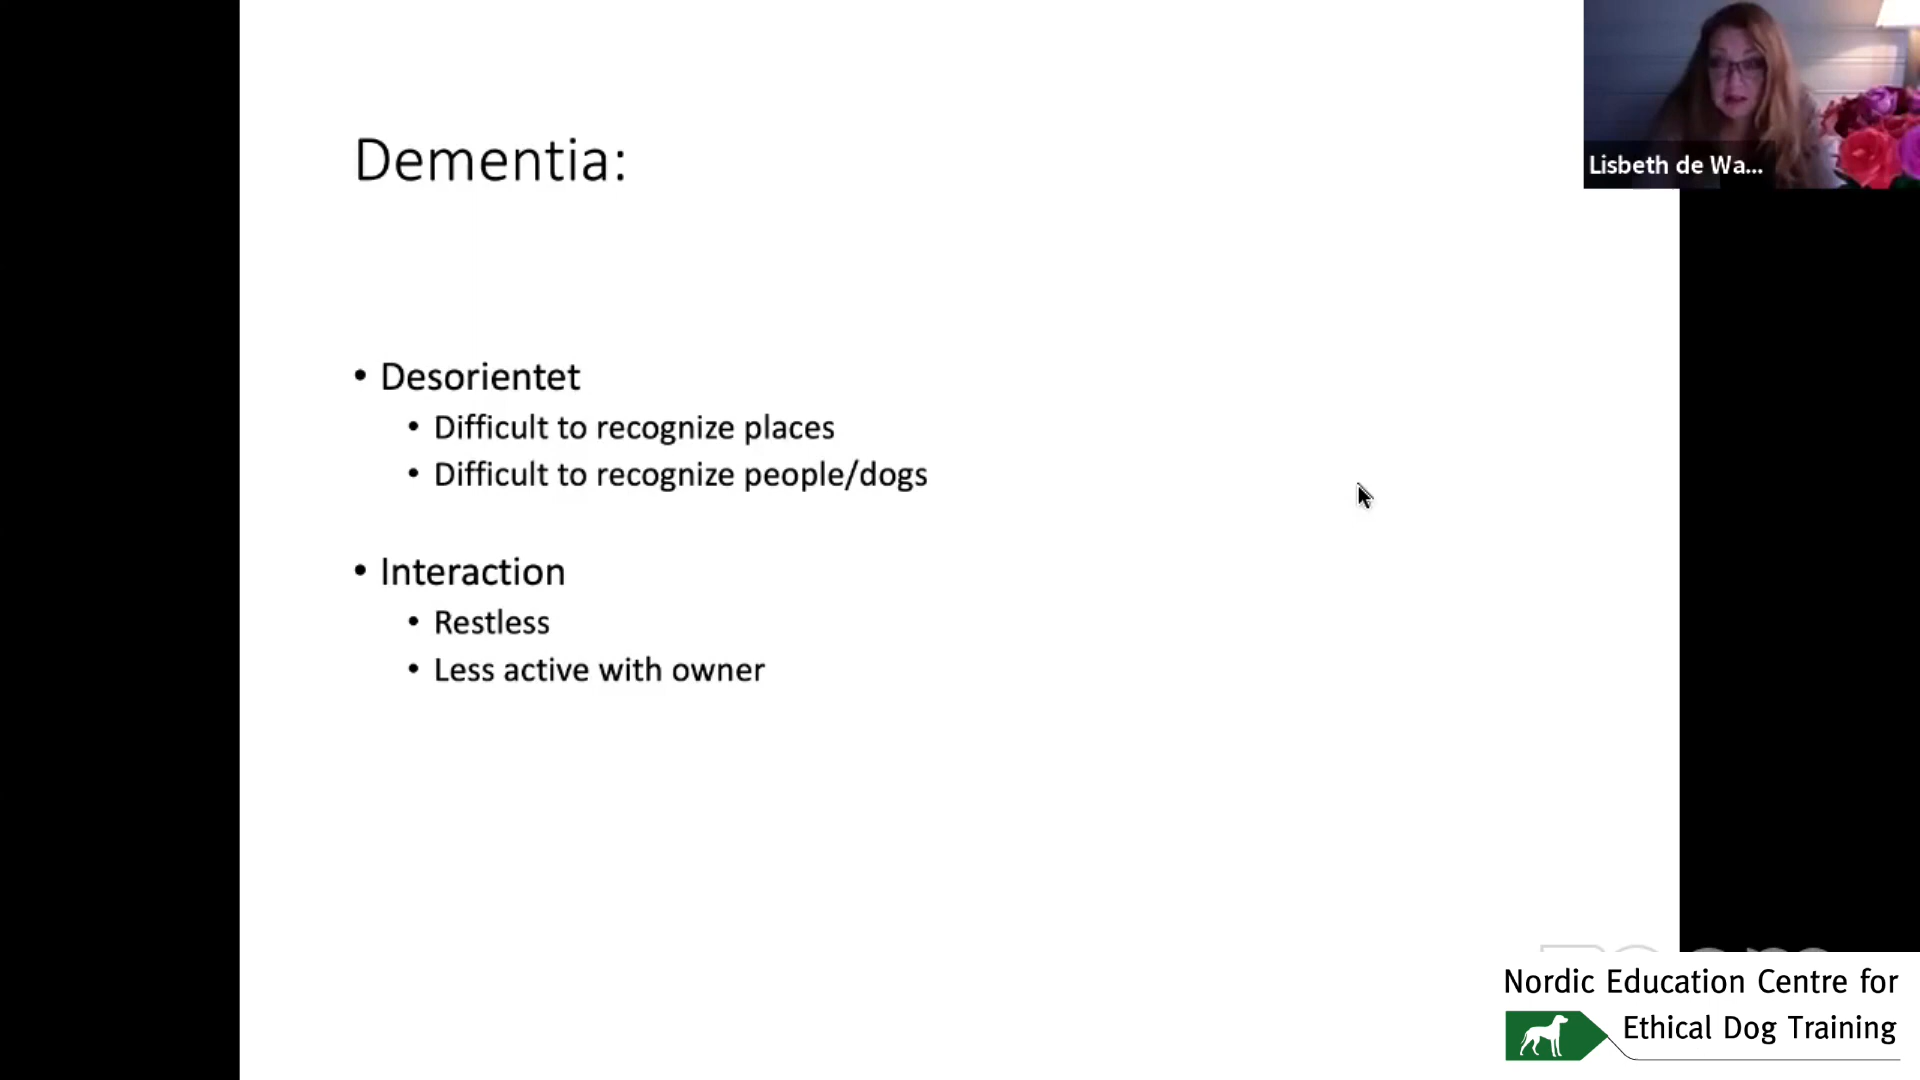 Lisbeth de Wa...
Dementia:
• Desorientet
• Difficult to recognize places
• Difficult to recognize people/dogs
• Interaction
• Restless
• Less active with owner
Nordic Education Centre for
Ethical Dog Training